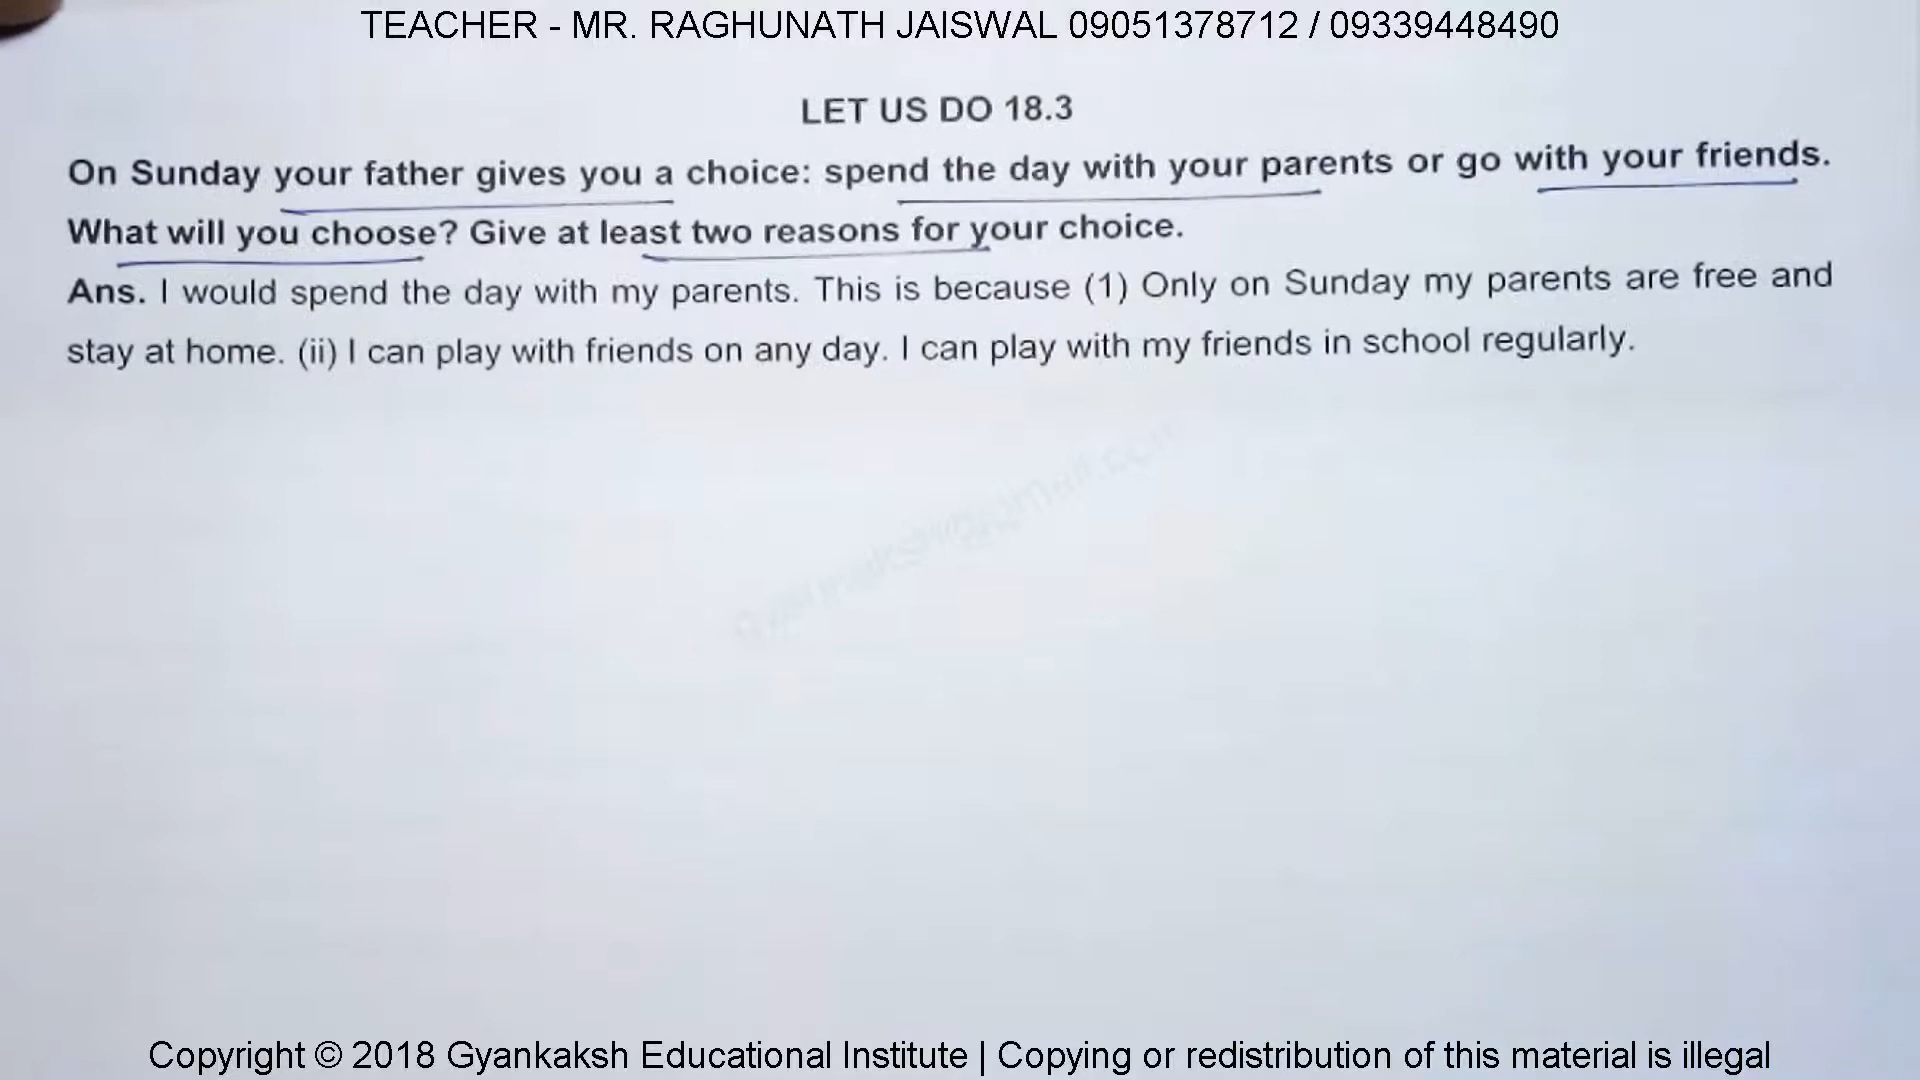 TEACHER - MR. RAGHUNATH JAISWAL 09051378712 / 09339448490
LET US DO 18.3
On Sunday your father gives you a choice: spend the day with your parents or go with your friends.
What will you choose? Give at least two reasons for your choice.
Ans. I would spend the day with my parents. This is because (1) Only on Sunday my parents are free and
stay at home. (ii) I can play with friends on any day. I can play with my friends in school regularly.
Copyright © 2018 Gyankaksh Educational Institute | Copying or redistribution of this material is illegal